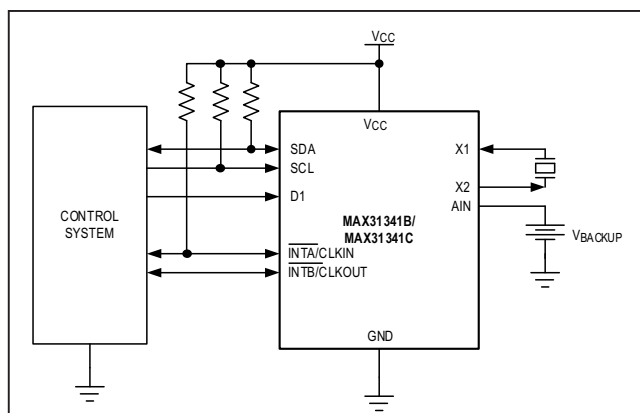 VCC
VCC
SDA
SCL
D1
X1
X2
AIN
MAX31341B/
MAX31341C
CONTROL
SYSTEM
VBACKUP
INTA/CLKIN
INTB/CLKOUT
GND